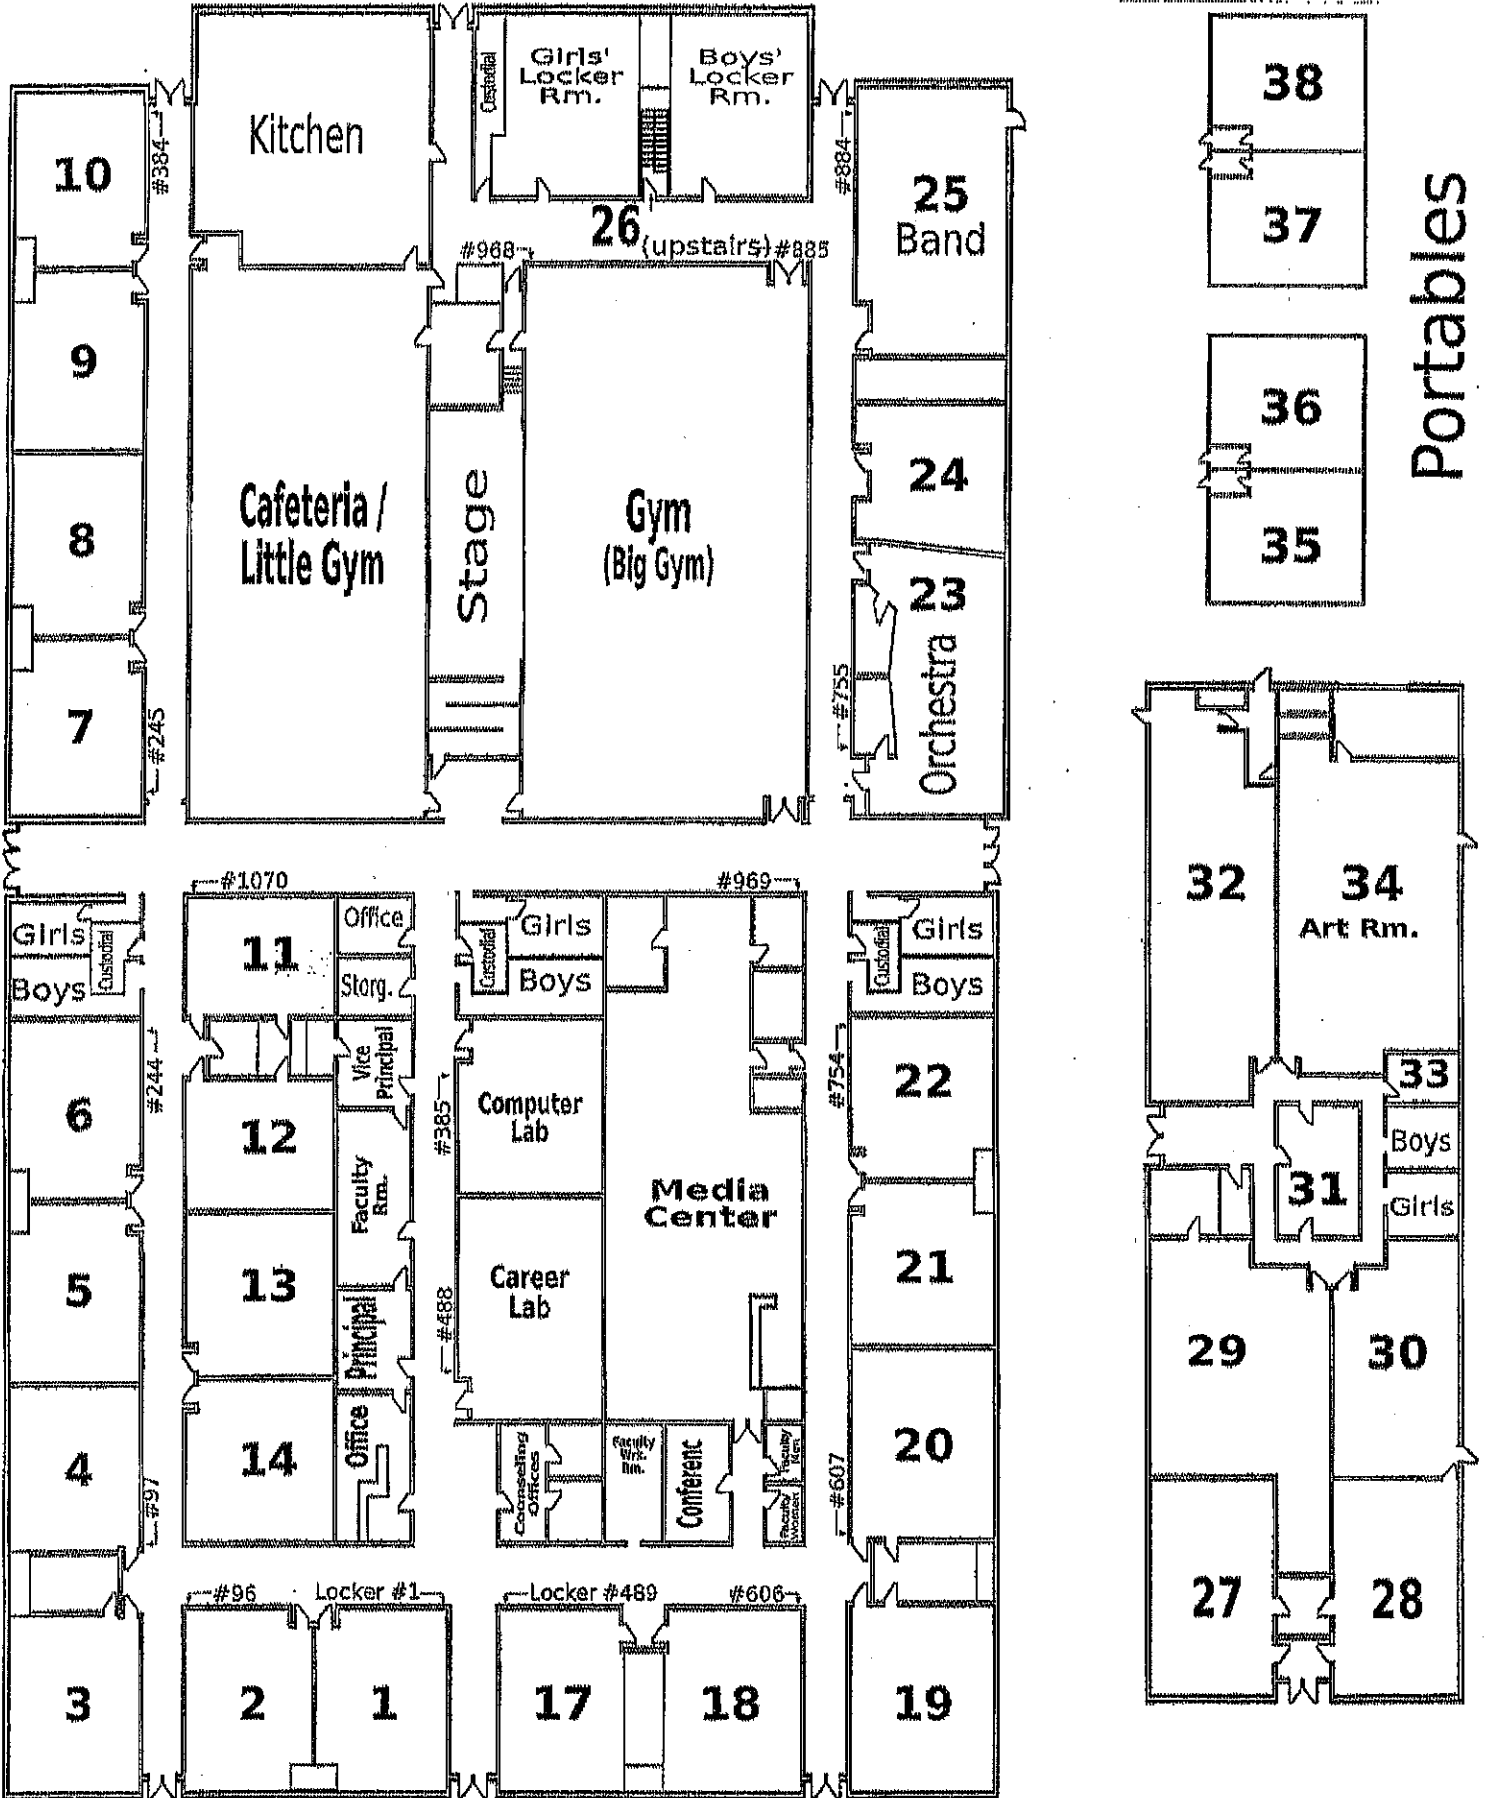 Kitchen
Custodial
Girls'
Locker
Rm.
Boys'
Locker
Rm.
38
37
36
35
Portables
10
#384
9
8
7
#245
#884
25
Band
26 (upstairs)
#968
#885
Cafeteria /
Little Gym
Stage
Gym
(Big Gym)
24
23
Orchestra
#755
#1070
#969
Girls
Custodial
Boys
11
Office
Storg.
Vice
Principal
Girls
Custodial
Boys
Girls
Custodial
Boys
6
#244
12
Faculty
Rm.
#385
Computer
Lab
Media
Center
#754
22
5
13
Principal
#488
Career
Lab
21
4
#97
14
Office
Counseling
Offices
Faculty
Wrk.
Rm.
Conferenc
Faculty
Men
Faculty
Women
#607
20
#96
Locker #1
Locker #489
#606
3
2
1
17
18
19
32
34
Art Rm.
33
Boys
31
Girls
29
30
27
28